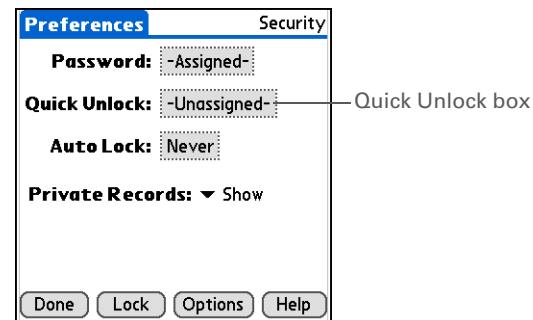 Preferences Security
Password: -Assigned-
Quick Unlock: -Unassigned- Quick Unlock box
Auto Lock: Never
Private Records: Show
Done Lock Options Help